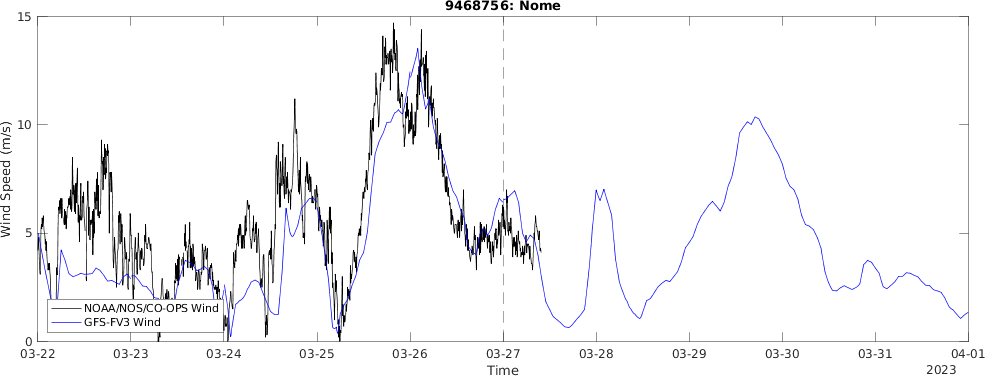 9468756: Nome
15
10
5
0
Wind Speed (m/s)
NOAA/NOS/CO-OPS Wind
GFS-FV3 Wind
03-22 03-23 03-24 03-25 03-26 03-27 03-28 03-29 03-30 03-31 04-01
Time
2023